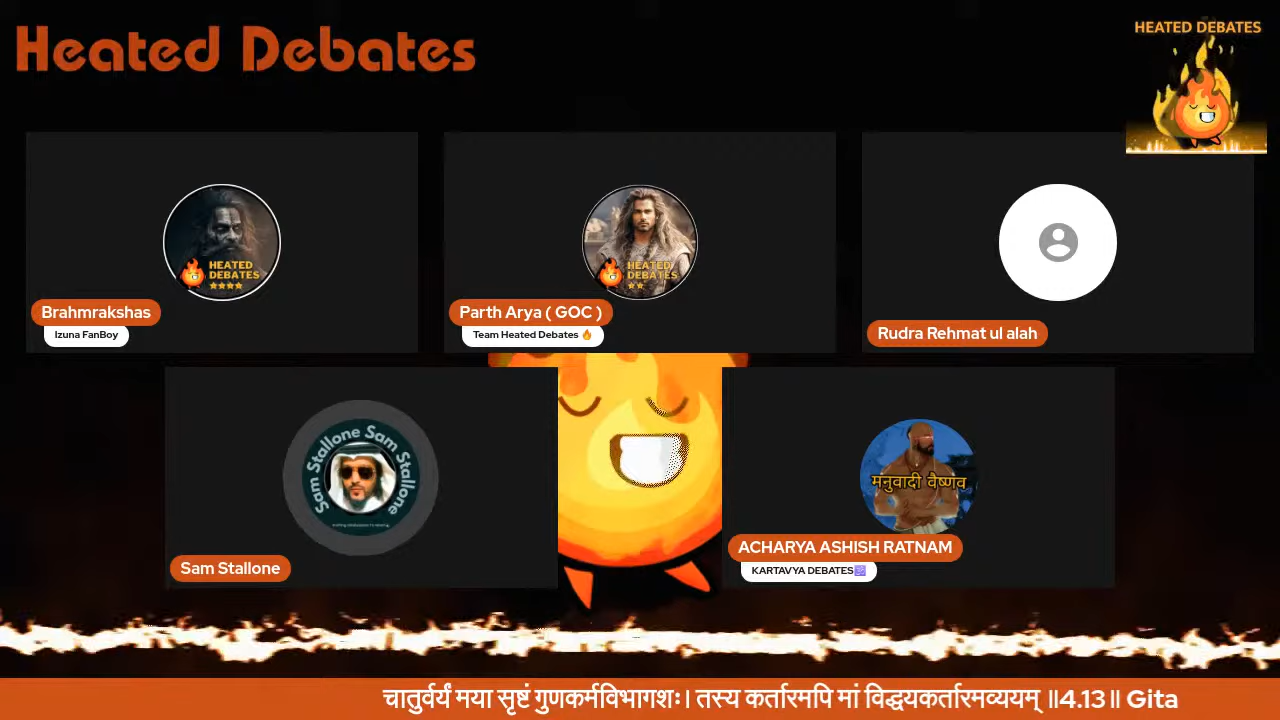 Heated Debates
HEATED DEBATES
HEATED
DEBATES
Brahmrakshas
Izuna FanBoy
HEATED
DEBATES
Parth Arya ( GOC )
Team Heated Debates 🔥
Rudra Rehmat ul alah
Sam Stallone Sam Stallone
Sam Stallone
मनुवादी वैष्णव
ACHARYA ASHISH RATNAM
KARTAVYA DEBATES
चातुर्वर्यं मया सृष्टं गुणकर्मविभागशः। तस्य कर्तारमपि मां विद्धयकर्तारमव्ययम् ॥4.13॥ Gita